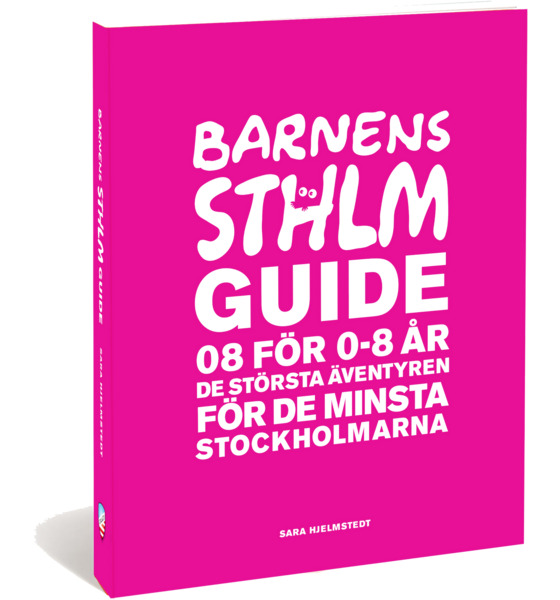 BARNENS
STHLM
GUIDE
08 FÖR 0-8 ÅR
DE STÖRSTA ÄVENTYREN
FÖR DE MINSTA
STOCKHOLMARNA
SARA HJELMSTEDT
BARNENS STHLM GUIDE
SARA HJELMSTEDT